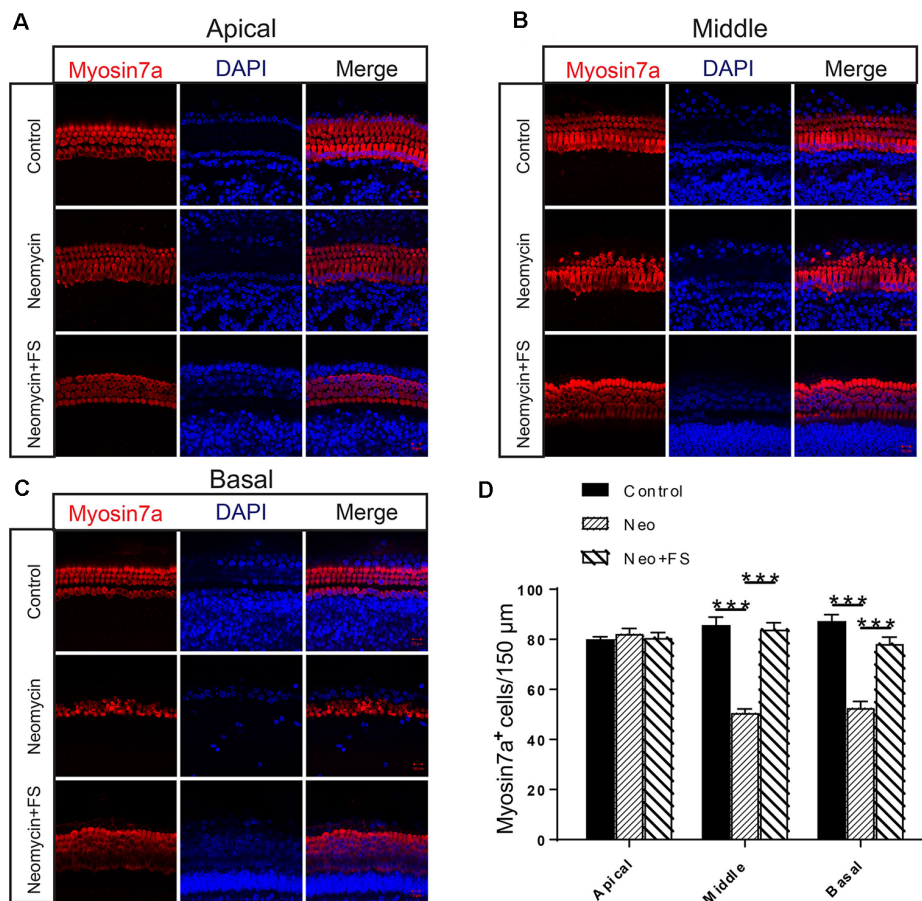 A
Apical
Myosin7a DAPI Merge
Control
Neomycin
Neomycin+FS
B
Middle
Myosin7a DAPI Merge
Control
Neomycin
Neomycin+FS
C
Basal
Myosin7a DAPI Merge
Control
Neomycin
Neomycin+FS
D
Control
Neo
Neo+FS
Myosin7a+ cells/150 μm
100
80
60
40
20
0
***
***
***
***
Apical
Middle
Basal